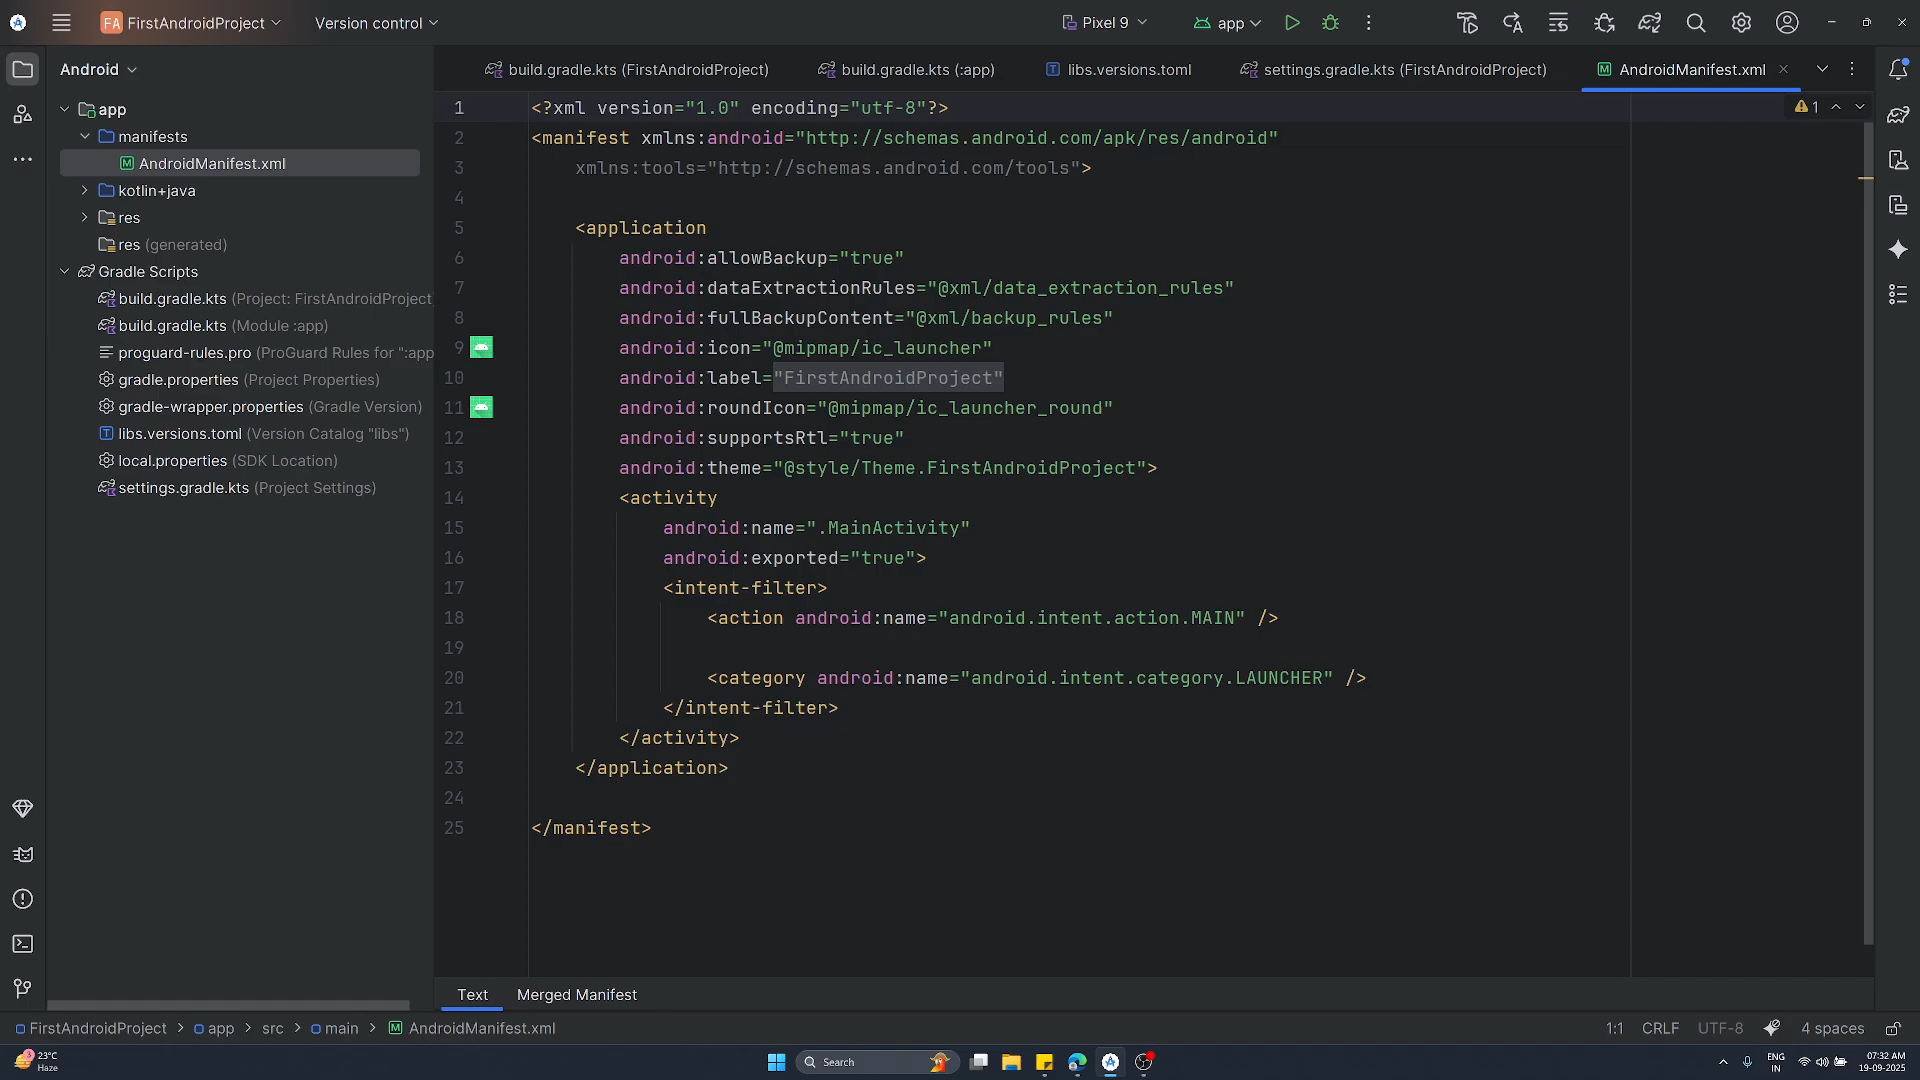 FA FirstAndroidProject Version control Pixel 9 app
Android
build.gradle.kts (FirstAndroidProject) build.gradle.kts (:app) libs.versions.toml settings.gradle.kts (FirstAndroidProject) AndroidManifest.xml
app
manifests
AndroidManifest.xml
kotlin+java
res
res (generated)
Gradle Scripts
build.gradle.kts (Project: FirstAndroidProject
build.gradle.kts (Module :app)
proguard-rules.pro (ProGuard Rules for ":app
gradle.properties (Project Properties)
gradle-wrapper.properties (Gradle Version)
libs.versions.toml (Version Catalog "libs")
local.properties (SDK Location)
settings.gradle.kts (Project Settings)
1 <?xml version="1.0" encoding="utf-8"?>
2 <manifest xmlns:android="http://schemas.android.com/apk/res/android"
3 xmlns:tools="http://schemas.android.com/tools">
4
5 <application
6 android:allowBackup="true"
7 android:dataExtractionRules="@xml/data_extraction_rules"
8 android:fullBackupContent="@xml/backup_rules"
9 android:icon="@mipmap/ic_launcher"
10 android:label="FirstAndroidProject"
11 android:roundIcon="@mipmap/ic_launcher_round"
12 android:supportsRtl="true"
13 android:theme="@style/Theme.FirstAndroidProject">
14 <activity
15 android:name=".MainActivity"
16 android:exported="true">
17 <intent-filter>
18 <action android:name="android.intent.action.MAIN" />
19
20 <category android:name="android.intent.category.LAUNCHER" />
21 </intent-filter>
22 </activity>
23 </application>
24
25 </manifest>
1
Text Merged Manifest
FirstAndroidProject > app > src > main > AndroidManifest.xml 1:1 CRLF UTF-8 4 spaces
23°C
Haze
Search
ENG
IN
07:32 AM
19-09-2025